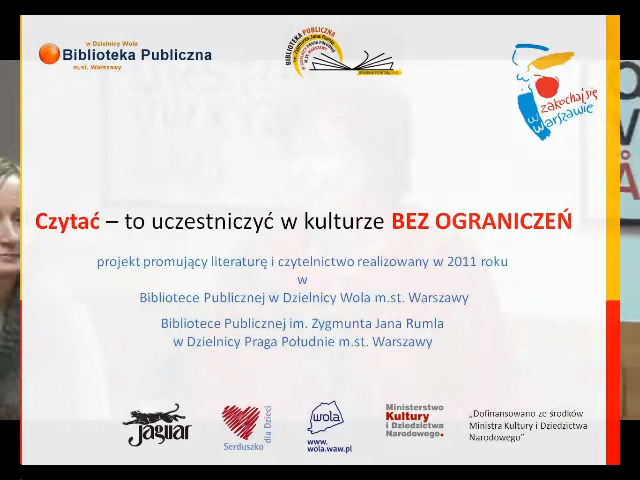 w Dzielnicy Wola
Biblioteka Publiczna
m.st. Warszawy
BIBLIOTEKA PUBLICZNA
zakochaj się
w Warszawie
Czytać – to uczestniczyć w kulturze BEZ OGRANICZEŃ
projekt promujący literaturę i czytelnictwo realizowany w 2011 roku
w
Bibliotece Publicznej w Dzielnicy Wola m.st. Warszawy
Bibliotece Publicznej im. Zygmunta Jana Rumla
w Dzielnicy Praga Południe m.st. Warszawy
Jaguar
Serduszko
dla Dzieci
wola
www.
wola.waw.pl
Ministerstwo
Kultury
i Dziedzictwa
Narodowego.
„Dofinansowano ze środków
Ministra Kultury i Dziedzictwa
Narodowego”